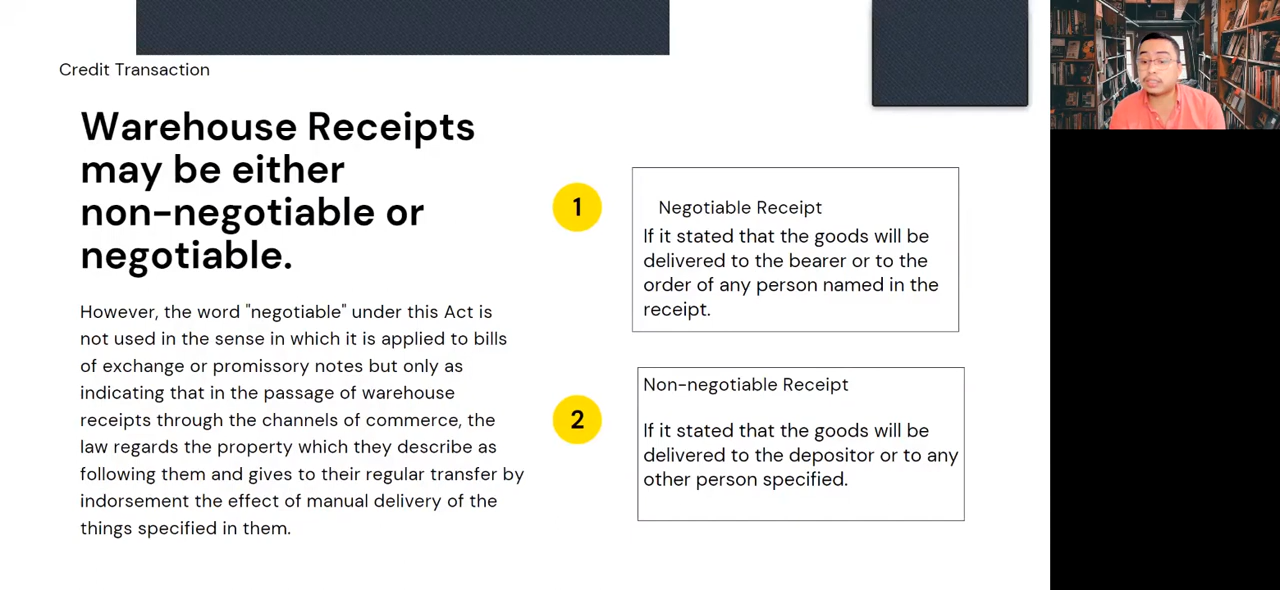 Credit Transaction
Warehouse Receipts
may be either
non-negotiable or
negotiable.
However, the word "negotiable" under this Act is
not used in the sense in which it is applied to bills
of exchange or promissory notes but only as
indicating that in the passage of warehouse
receipts through the channels of commerce, the
law regards the property which they describe as
following them and gives to their regular transfer by
indorsement the effect of manual delivery of the
things specified in them.
1
Negotiable Receipt
If it stated that the goods will be
delivered to the bearer or to the
order of any person named in the
receipt.
2
Non-negotiable Receipt
If it stated that the goods will be
delivered to the depositor or to any
other person specified.